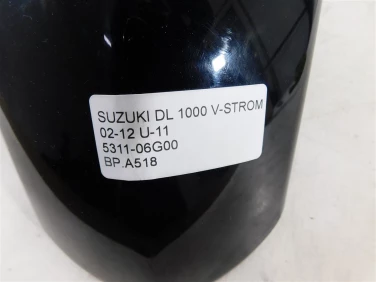 SUZUKI DL 1000 V-STROM
02-12 U-11
5311-06G00
BP.A518